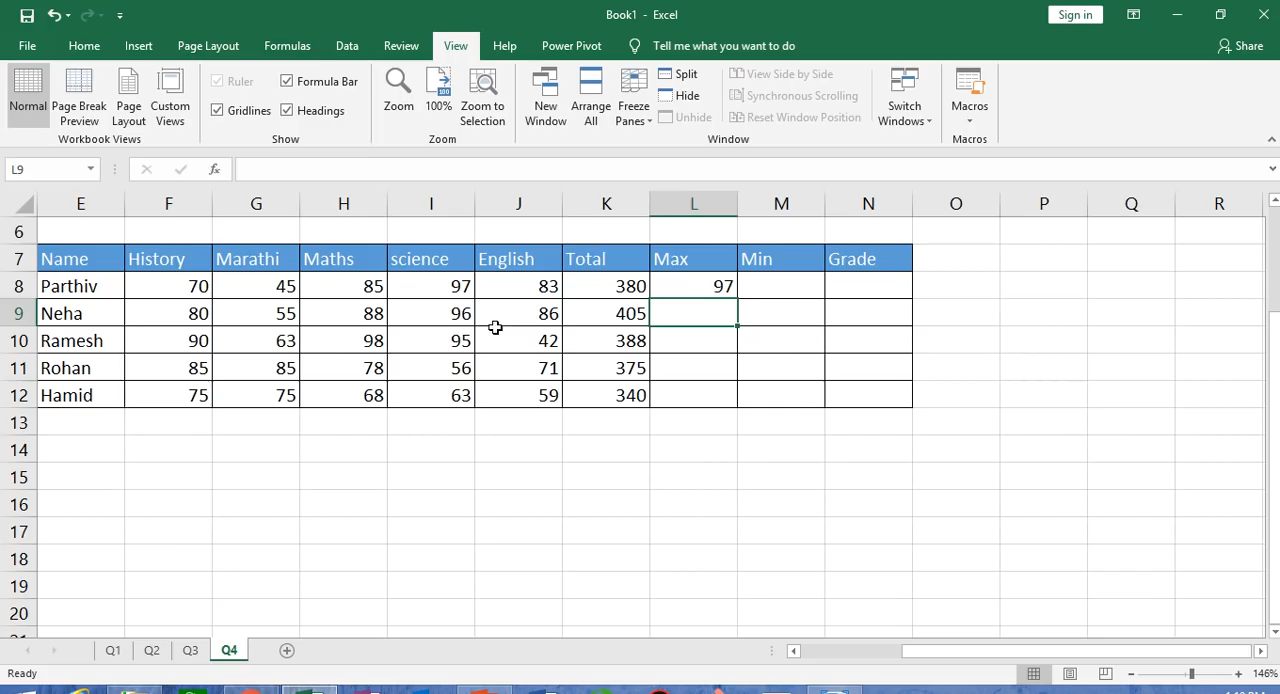 Book1 - Excel
Sign in
File Home Insert Page Layout Formulas Data Review View Help Power Pivot Tell me what you want to do Share
Normal Page Break Preview Page Layout Custom Views
Workbook Views
Ruler Formula Bar
Gridlines Headings
Show
Zoom 100% Zoom to Selection
Zoom
New Window Arrange All Freeze Panes
Split
Hide
Unhide
View Side by Side
Synchronous Scrolling
Reset Window Position
Window
Switch Windows
Macros
Macros
L9 fx
E F G H I J K L M N O P Q R
6
7 Name History Marathi Maths science English Total Max Min Grade
8 Parthiv 70 45 85 97 83 380 97
9 Neha 80 55 88 96 86 405
10 Ramesh 90 63 98 95 42 388
11 Rohan 85 85 78 56 71 375
12 Hamid 75 75 68 63 59 340
13
14
15
16
17
18
19
20
Q1 Q2 Q3 Q4
Ready 146%